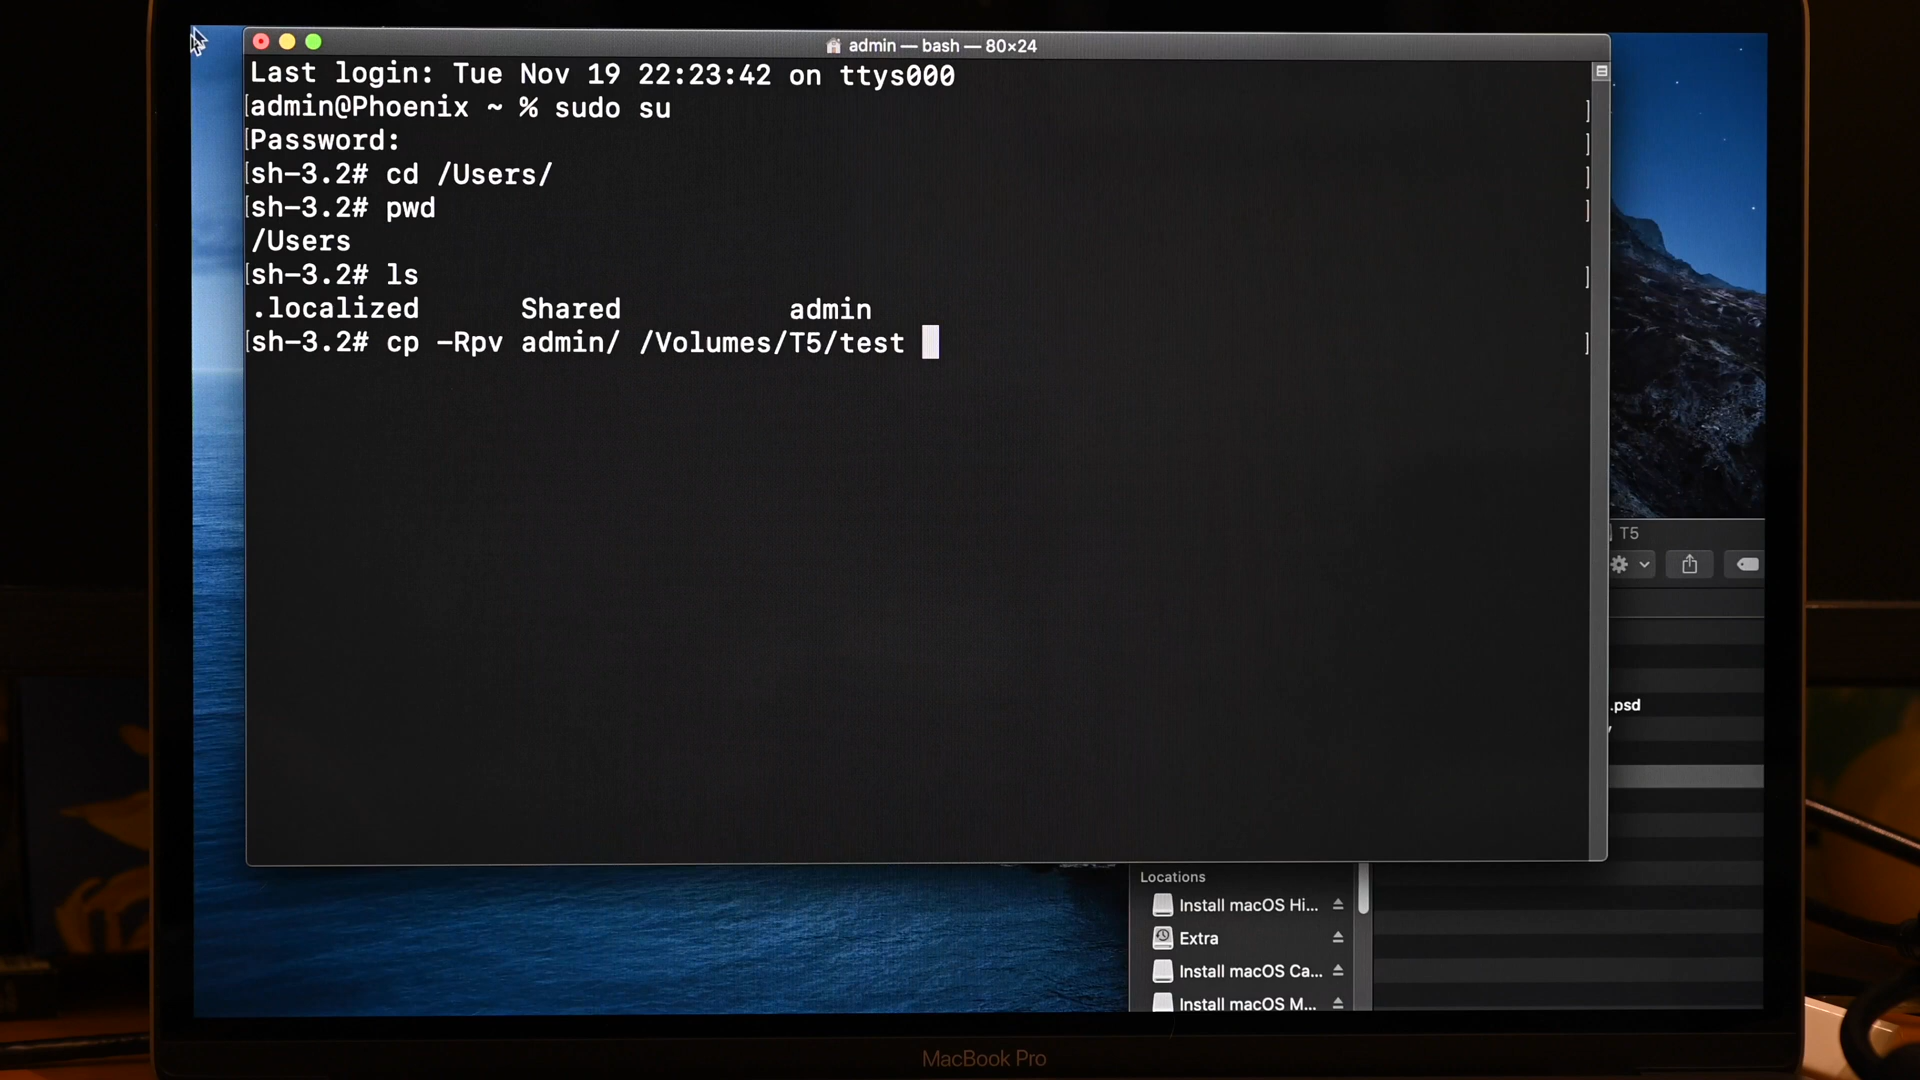 admin — bash — 80×24
Last login: Tue Nov 19 22:23:42 on ttys000
[admin@Phoenix ~ % sudo su ]
[Password: ]
[sh-3.2# cd /Users/ ]
[sh-3.2# pwd ]
/Users
[sh-3.2# ls ]
.localized Shared admin
[sh-3.2# cp -Rpv admin/ /Volumes/T5/test ]
T5
.psd
Locations
Install macOS Hi...
Extra
Install macOS Ca...
Install macOS M...
MacBook Pro